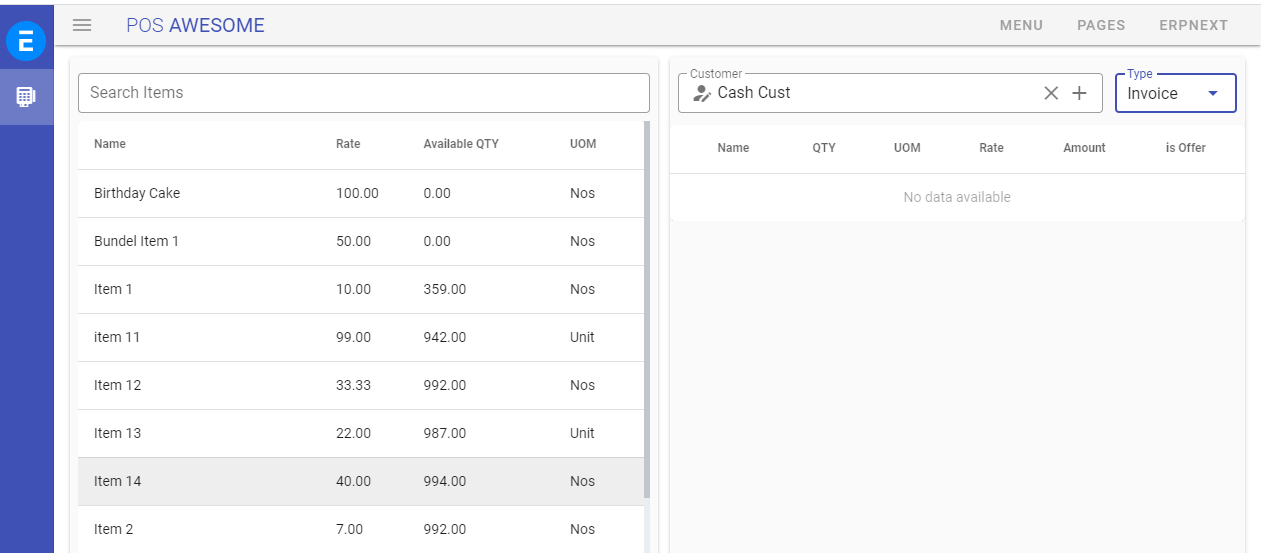 POS AWESOME
MENU PAGES ERPNEXT
Search Items
Name Rate Available QTY UOM
Birthday Cake 100.00 0.00 Nos
Bundel Item 1 50.00 0.00 Nos
Item 1 10.00 359.00 Nos
item 11 99.00 942.00 Unit
Item 12 33.33 992.00 Nos
Item 13 22.00 987.00 Unit
Item 14 40.00 994.00 Nos
Item 2 7.00 992.00 Nos
Customer
Cash Cust
Type
Invoice
Name QTY UOM Rate Amount is Offer
No data available